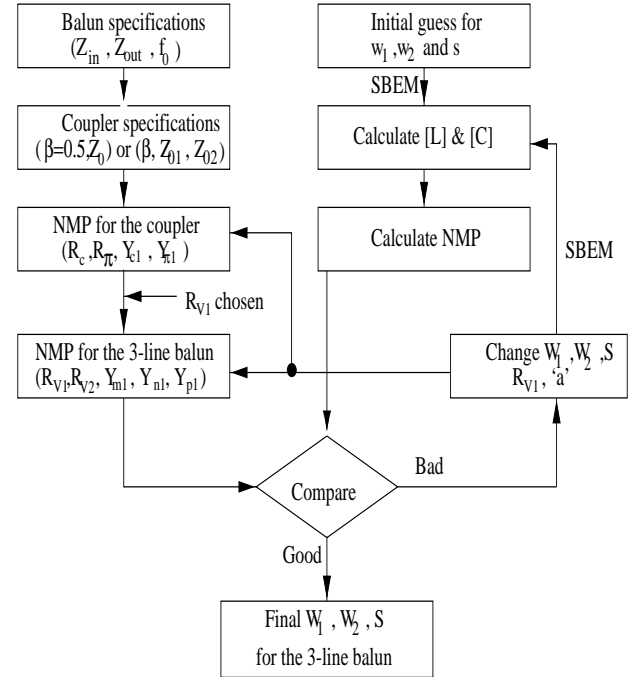 Balun specifications
(Z_in , Z_out , f_0 )
Initial guess for
w_1 ,w_2 and s
SBEM
Coupler specifications
( β=0.5,Z_0) or (β, Z_01 , Z_02)
Calculate [L] & [C]
NMP for the coupler
(R_c ,R_π, Y_c1 , Y_π1 )
Calculate NMP
SBEM
R_V1 chosen
NMP for the 3-line balun
(R_V1,R_V2, Y_m1, Y_n1, Y_p1)
Change W_1 ,W_2 , S
R_V1, ‘a’
Compare
Bad
Good
Final W_1 , W_2 , S
for the 3-line balun